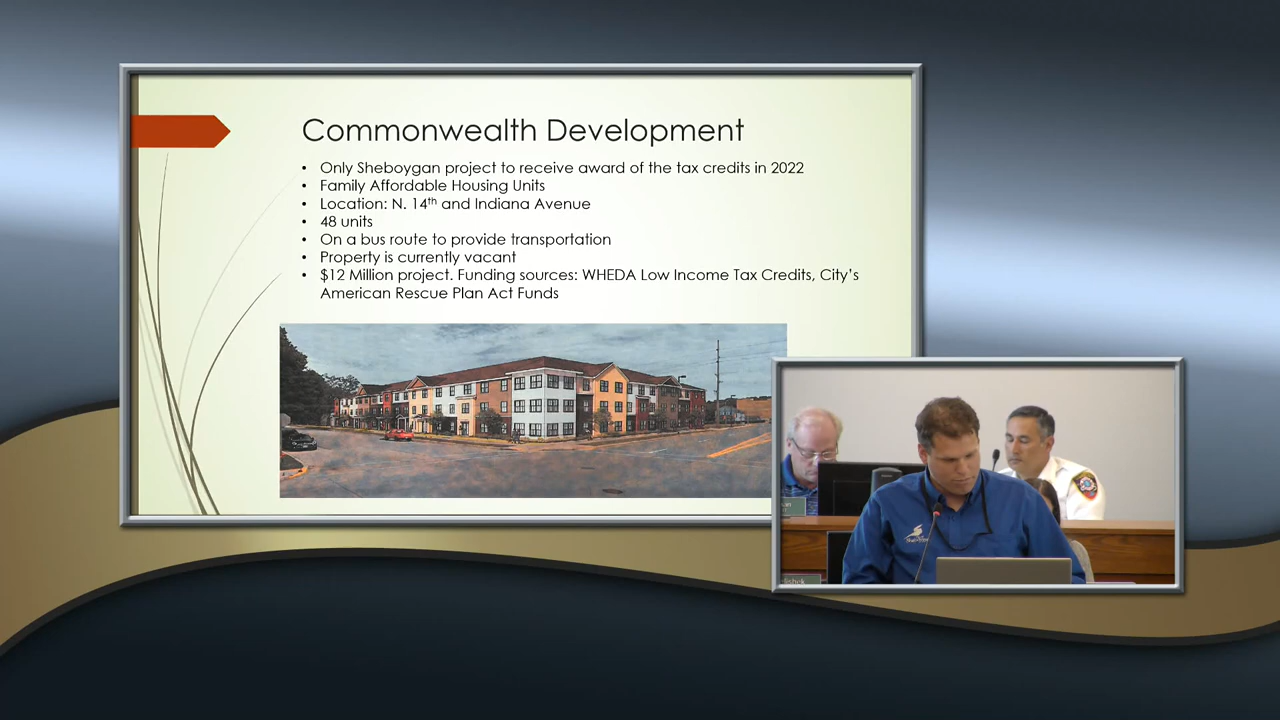 Commonwealth Development
• Only Sheboygan project to receive award of the tax credits in 2022
• Family Affordable Housing Units
• Location: N. 14th and Indiana Avenue
• 48 units
• On a bus route to provide transportation
• Property is currently vacant
• $12 Million project. Funding sources: WHEDA Low Income Tax Credits, City's
American Rescue Plan Act Funds